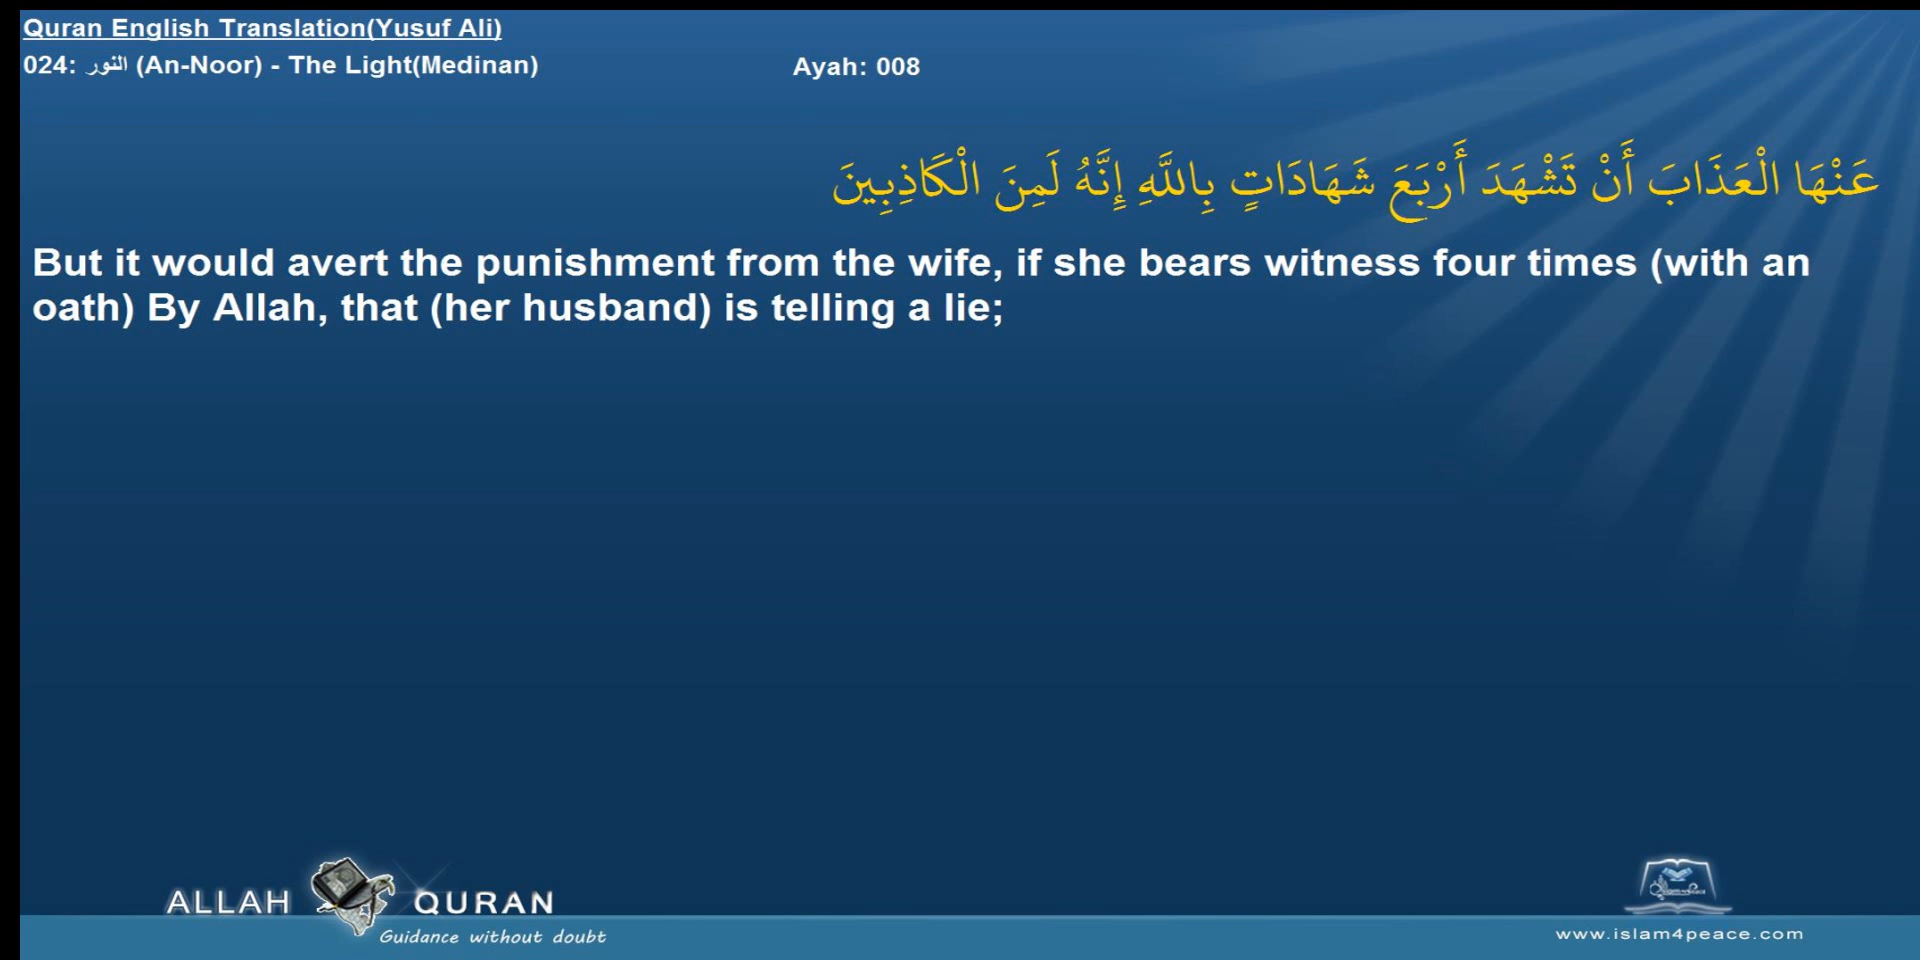 Quran English Translation(Yusuf Ali)
024: النور (An-Noor) - The Light(Medinan)
Ayah: 008
عَنْهَا الْعَذَابَ أَنْ تَشْهَدَ أَرْبَعَ شَهَادَاتٍ بِاللَّهِ إِنَّهُ لَمِنَ الْكَاذِبِينَ
But it would avert the punishment from the wife, if she bears witness four times (with an
oath) By Allah, that (her husband) is telling a lie;
ALLAH QURAN
Guidance without doubt
www.islam4peace.com